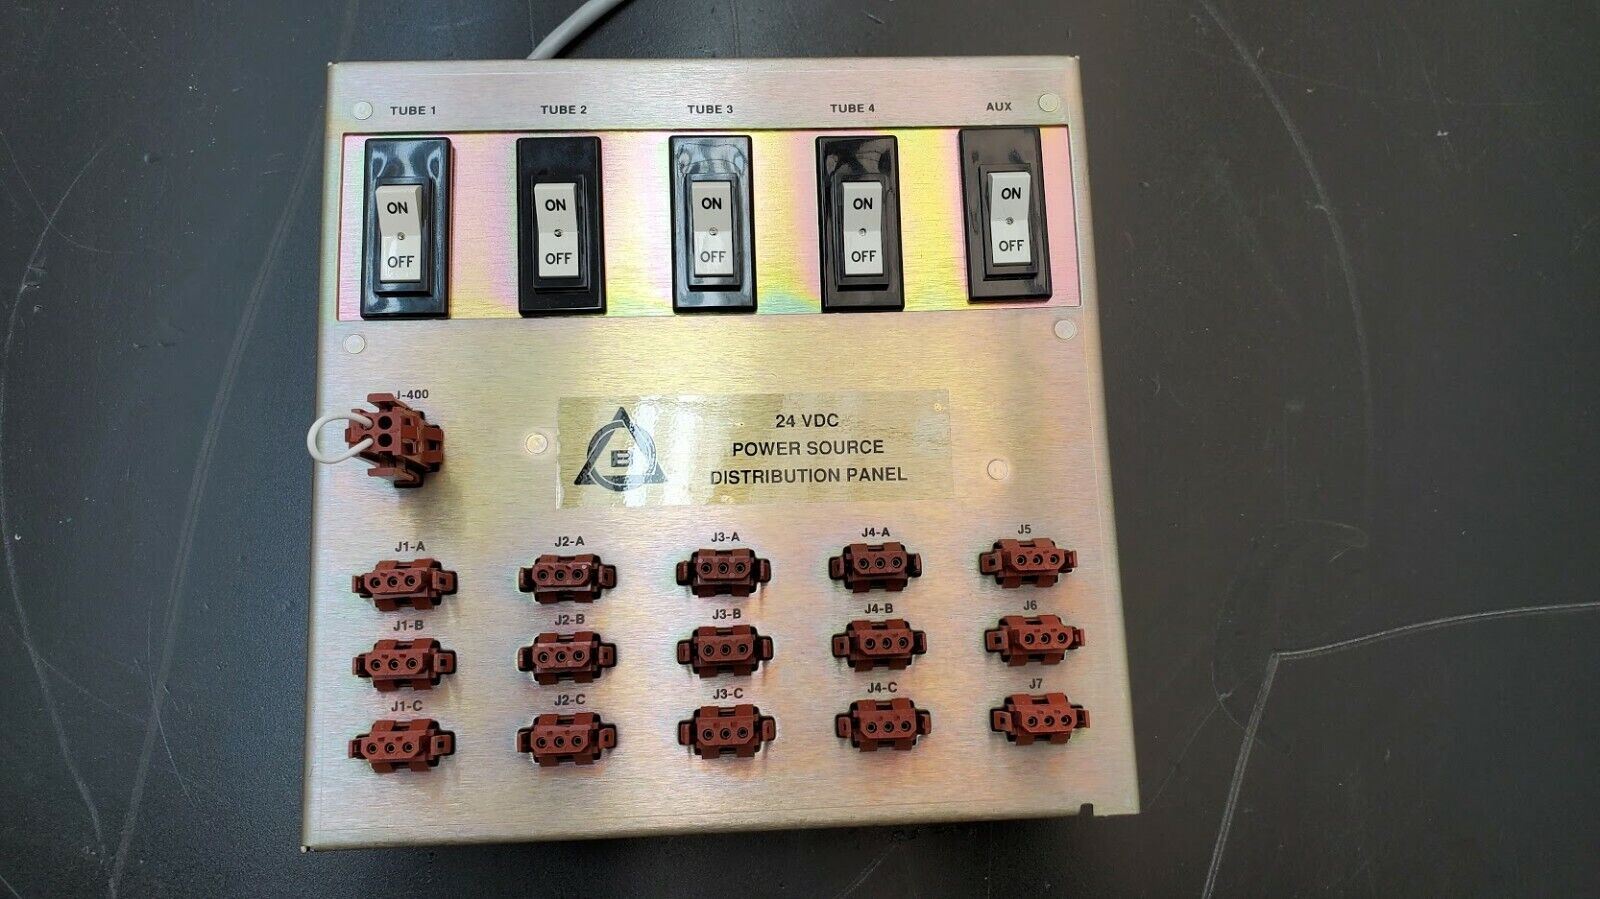 TUBE 1 TUBE 2 TUBE 3 TUBE 4 AUX
ON ON ON ON ON
OFF OFF OFF OFF OFF
J-400
E
24 VDC
POWER SOURCE
DISTRIBUTION PANEL
J1-A J2-A J3-A J4-A J5
J1-B J2-B J3-B J4-B J6
J1-C J2-C J3-C J4-C J7